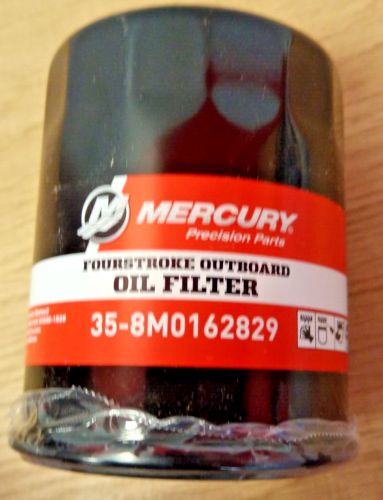 MERCURY
Precision Parts
FOURSTROKE OUTBOARD
OIL FILTER
35-8M0162829